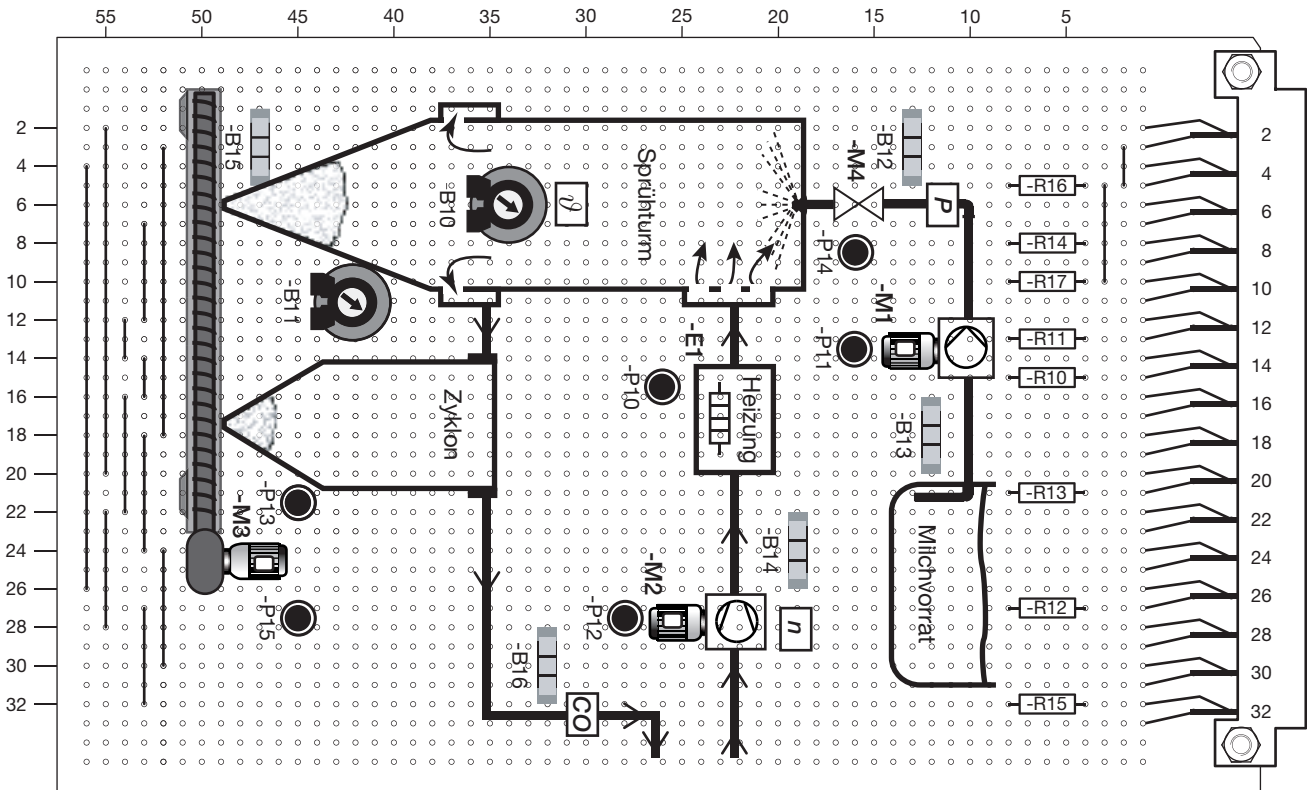 55 50 45 40 35 30 25 20 15 10 5
2
4
6
8
10
12
14
16
18
20
22
24
26
28
30
32
-B15
-B10
ϑ
Sprühturm
-M4
-B12
P
-P14
-B11
-M1
-P11
-E1
-P10
Heizung
Zyklon
-B13
-P13
-M3
-P15
-B14
-M2
-P12
n
Milchvorrat
-B16
CO
-R16
-R14
-R17
-R11
-R10
-R13
-R12
-R15
2
4
6
8
10
12
14
16
18
20
22
24
26
28
30
32